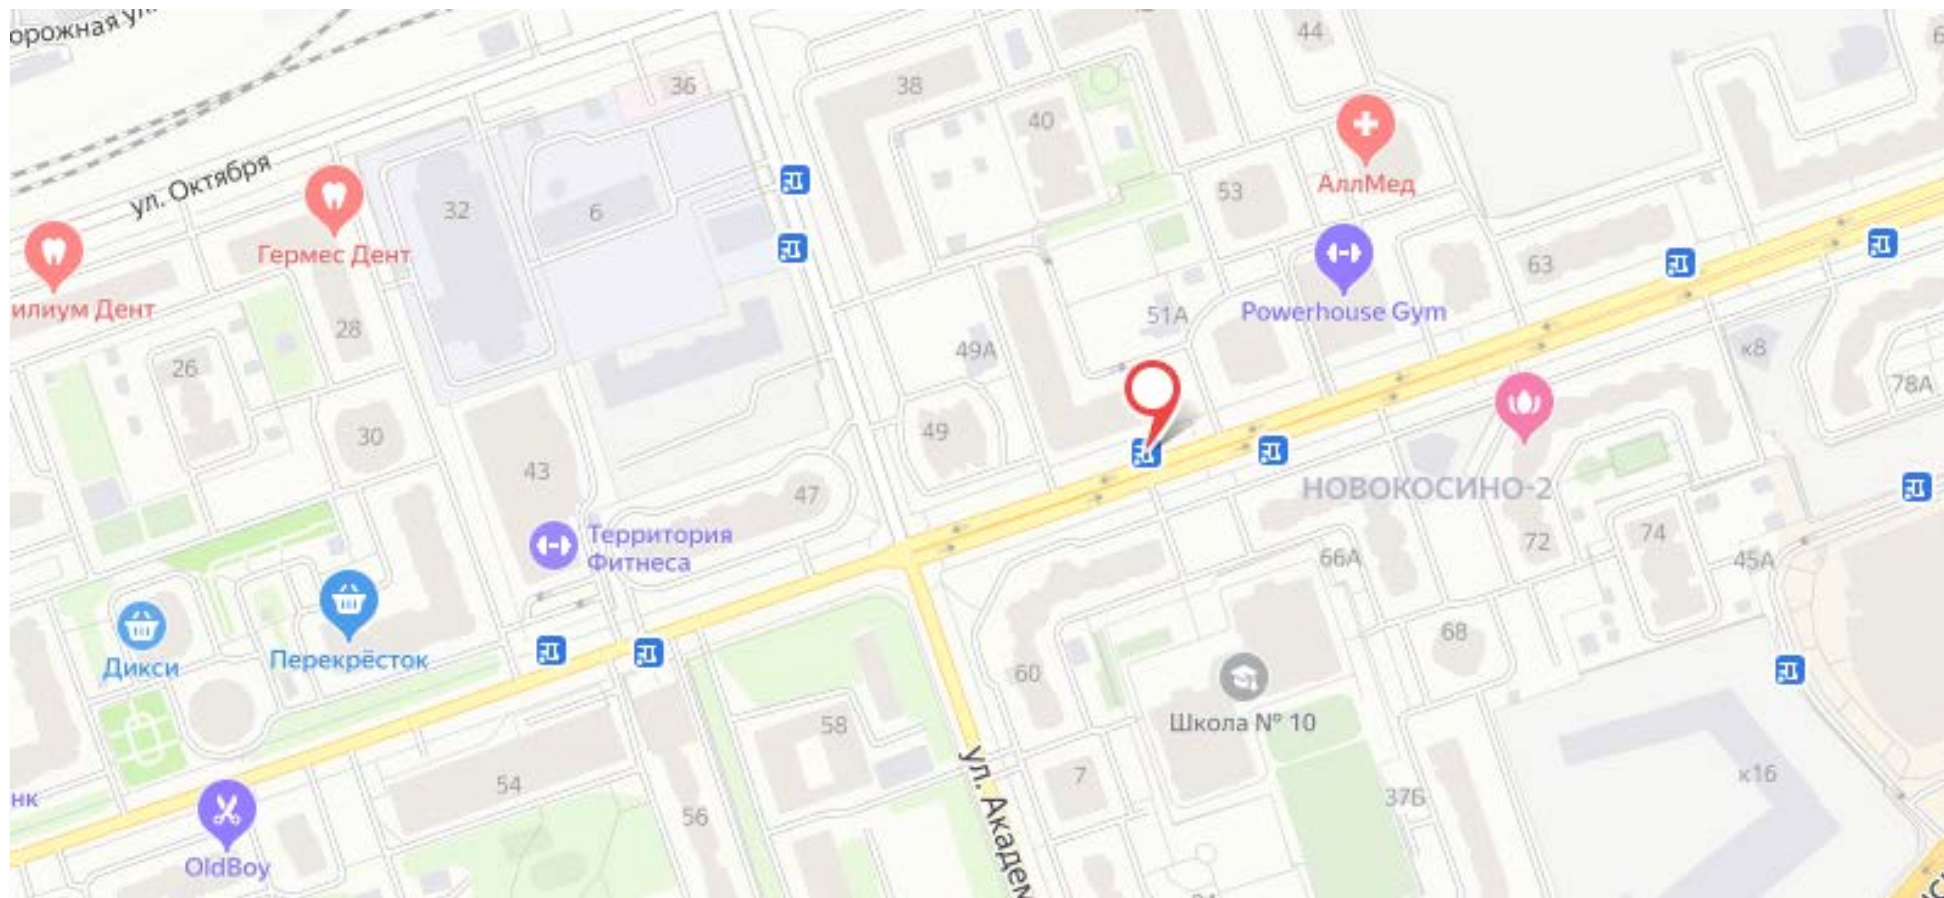 орожная ул.
ул. Октября
илиум Дент
Гермес Дент
АллМед
Powerhouse Gym
Территория
Фитнеса
Дикси
Перекрёсток
OldBoy
нк
НОВОКОСИНО-2
Школа № 10
ул. Академ
44
36
38
40
32
6
53
63
28
51А
49А
к8
26
78А
30
49
43
47
72
74
66А
45А
68
60
58
7
к16
54
56
37Б